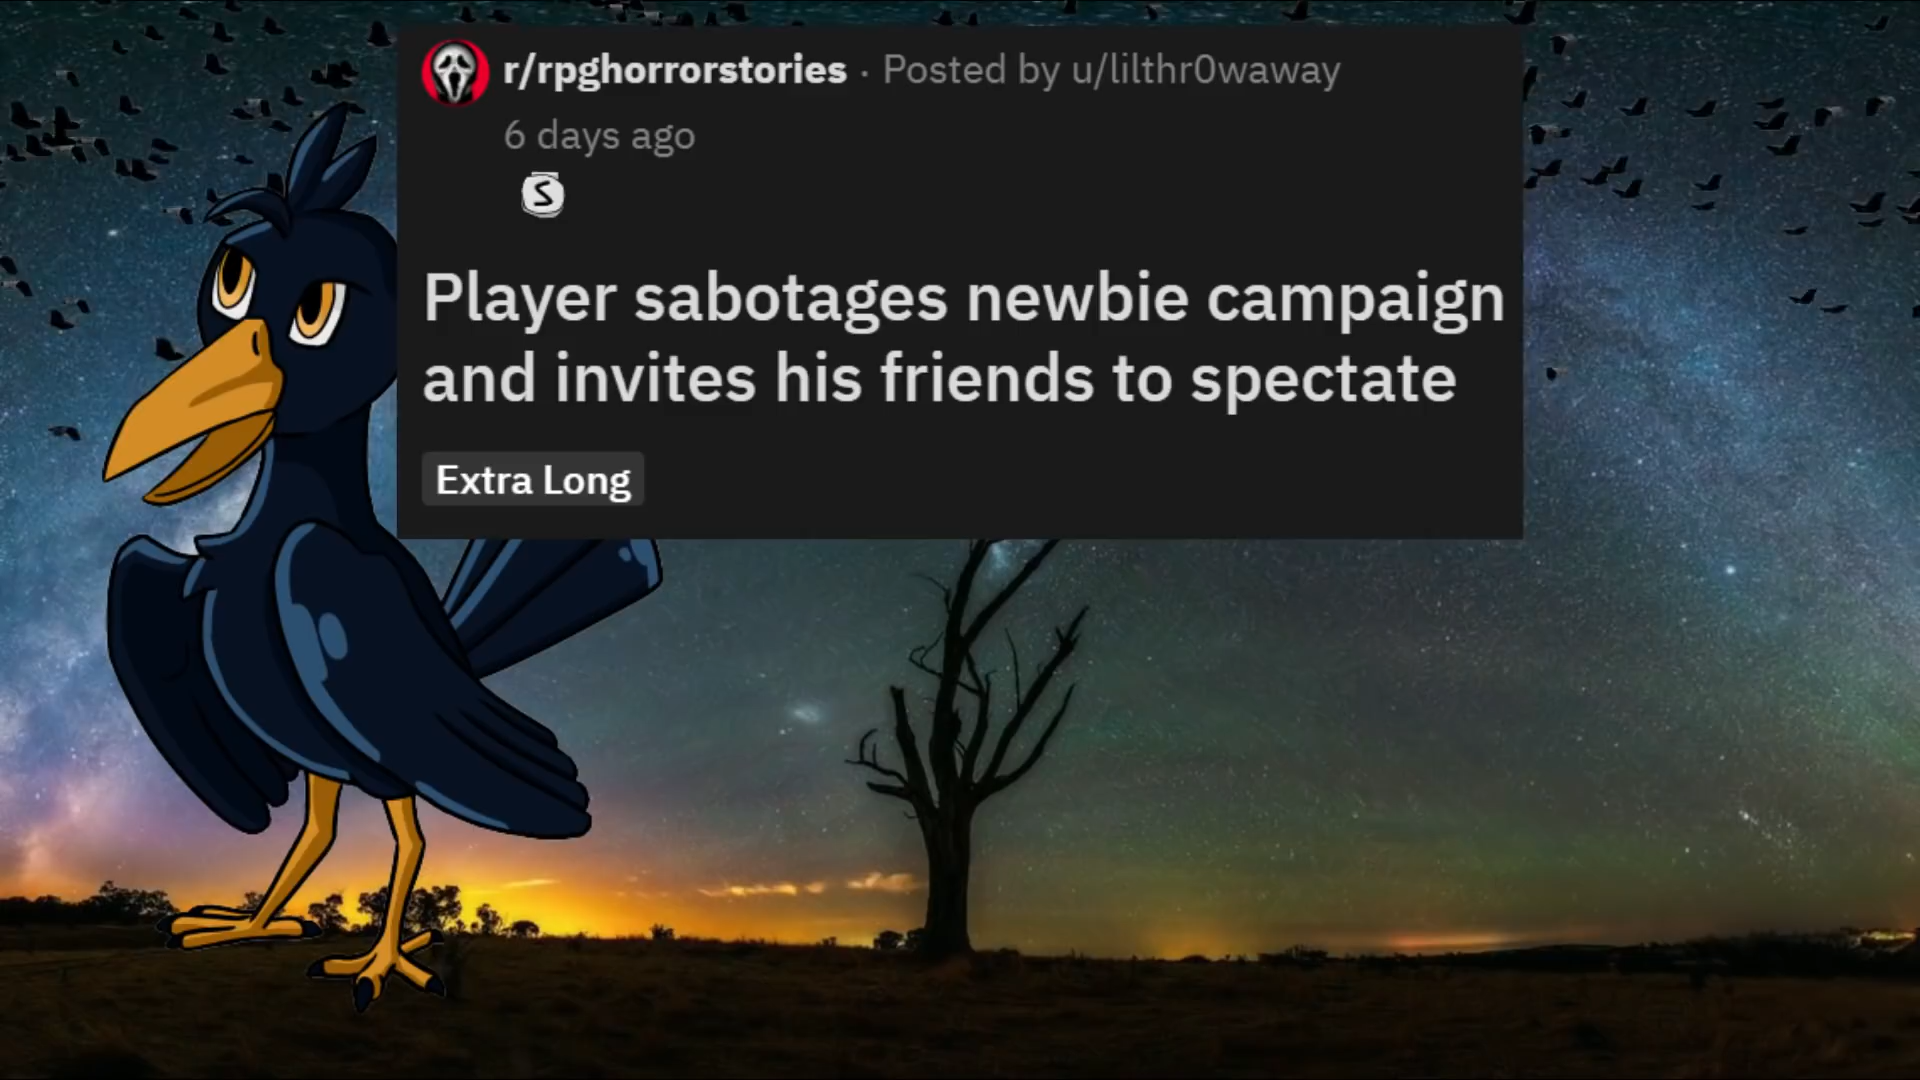 r/rpghorrorstories · Posted by u/lilthr0waway
6 days ago
S
Player sabotages newbie campaign
and invites his friends to spectate
Extra Long